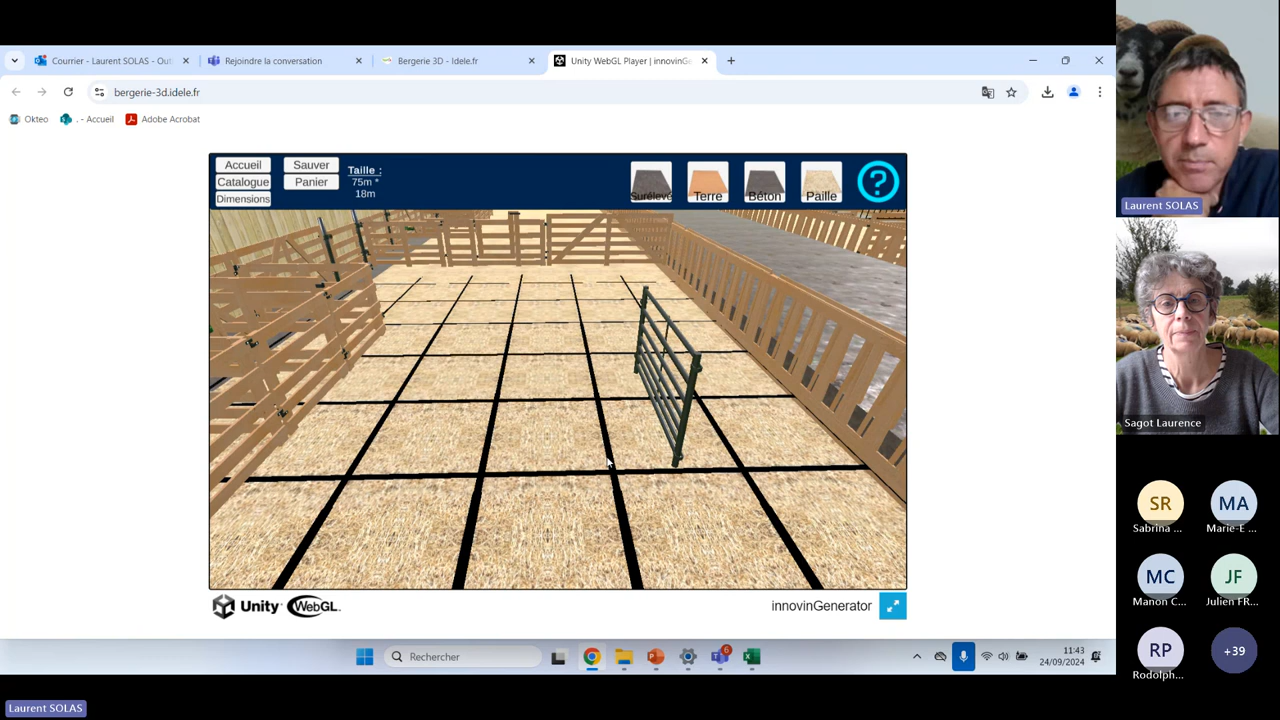 Courrier - Laurent SOLAS - Out
Rejoindre la conversation
Bergerie 3D - Idele.fr
Unity WebGL Player | innovinGe
bergerie-3d.idele.fr
Okteo
. - Accueil
Adobe Acrobat
Accueil
Sauver
Catalogue
Panier
Dimensions
Taille :
75m *
18m
Surélevé
Terre
Béton
Paille
?
Unity
WebGL
innovinGenerator
Rechercher
6
11:43
24/09/2024
Laurent SOLAS
Laurent SOLAS
Sagot Laurence
SR
Sabrina ...
MA
Marie-E ...
MC
Manon C...
JF
Julien FR...
RP
Rodolph...
+39